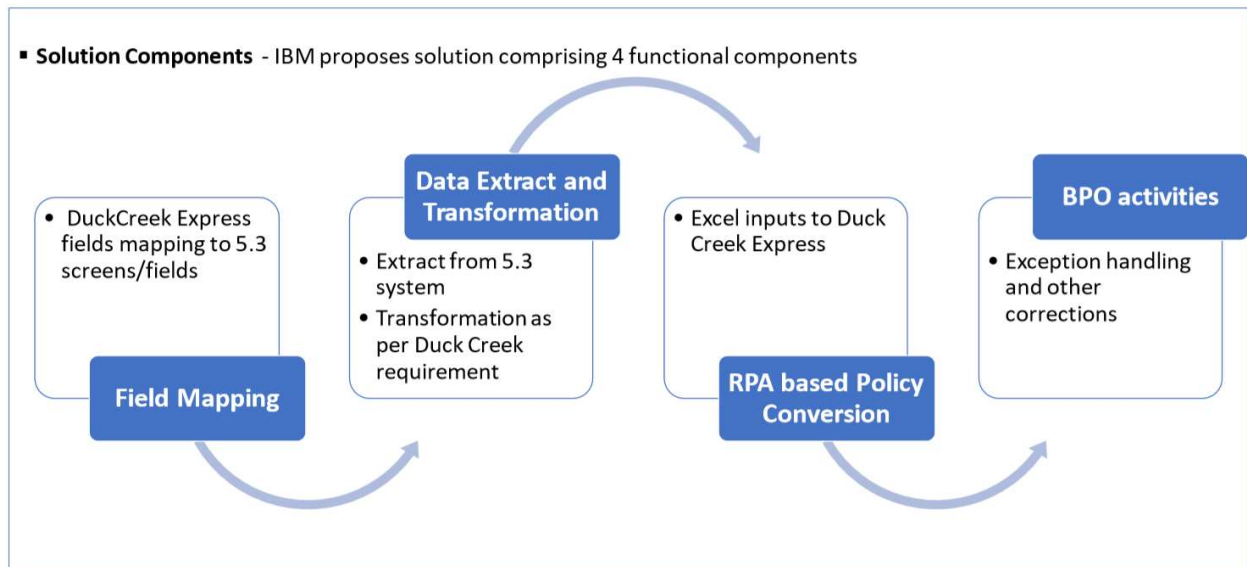 ▪ Solution Components - IBM proposes solution comprising 4 functional components
• DuckCreek Express
fields mapping to 5.3
screens/fields
Field Mapping
Data Extract and
Transformation
• Extract from 5.3
system
• Transformation as
per Duck Creek
requirement
• Excel inputs to Duck
Creek Express
RPA based Policy
Conversion
BPO activities
• Exception handling
and other
corrections